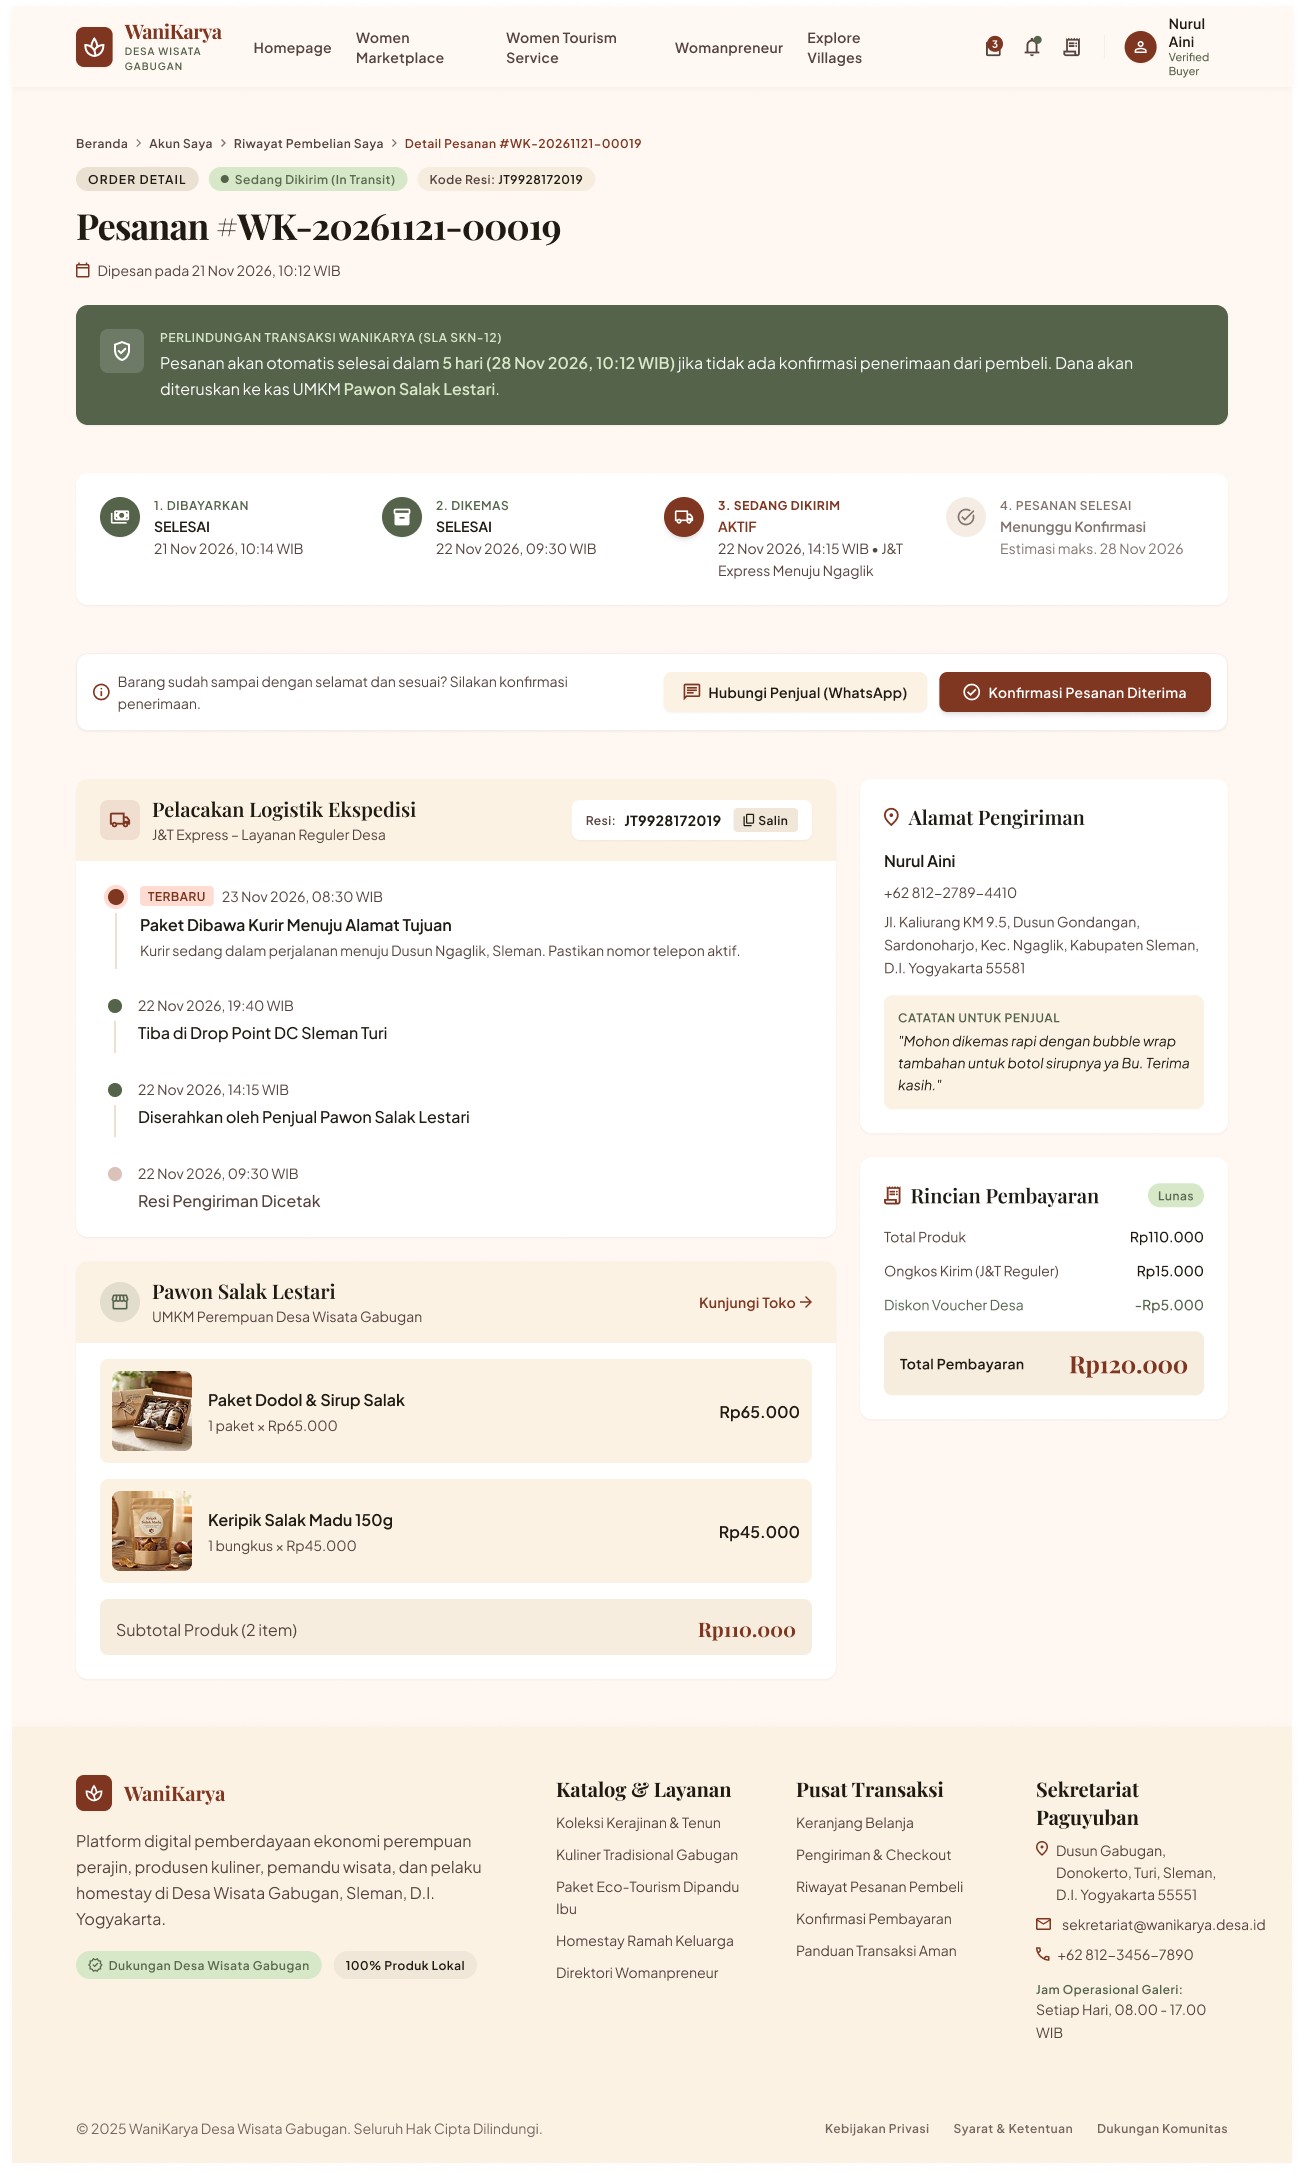 WaniKarya
DESA WISATA
GABUGAN
Homepage
Women
Marketplace
Women Tourism
Service
Womanpreneur
Explore
Villages
3
Nurul
Aini
Verified
Buyer
Beranda > Akun Saya > Riwayat Pembelian Saya > Detail Pesanan #WK-20261121-00019
ORDER DETAIL
Sedang Dikirim (In Transit)
Kode Resi: JT9928172019
Pesanan #WK-20261121-00019
Dipesan pada 21 Nov 2026, 10:12 WIB
PERLINDUNGAN TRANSAKSI WANIKARYA (SLA SKN-12)
Pesanan akan otomatis selesai dalam 5 hari (28 Nov 2026, 10:12 WIB) jika tidak ada konfirmasi penerimaan dari pembeli. Dana akan
diteruskan ke kas UMKM Pawon Salak Lestari.
1. DIBAYARKAN
SELESAI
21 Nov 2026, 10:14 WIB
2. DIKEMAS
SELESAI
22 Nov 2026, 09:30 WIB
3. SEDANG DIKIRIM
AKTIF
22 Nov 2026, 14:15 WIB • J&T
Express Menuju Ngaglik
4. PESANAN SELESAI
Menunggu Konfirmasi
Estimasi maks. 28 Nov 2026
Barang sudah sampai dengan selamat dan sesuai? Silakan konfirmasi
penerimaan.
Hubungi Penjual (WhatsApp)
Konfirmasi Pesanan Diterima
Pelacakan Logistik Ekspedisi
J&T Express – Layanan Reguler Desa
Resi: JT9928172019
Salin
TERBARU 23 Nov 2026, 08:30 WIB
Paket Dibawa Kurir Menuju Alamat Tujuan
Kurir sedang dalam perjalanan menuju Dusun Ngaglik, Sleman. Pastikan nomor telepon aktif.
22 Nov 2026, 19:40 WIB
Tiba di Drop Point DC Sleman Turi
22 Nov 2026, 14:15 WIB
Diserahkan oleh Penjual Pawon Salak Lestari
22 Nov 2026, 09:30 WIB
Resi Pengiriman Dicetak
Pawon Salak Lestari
UMKM Perempuan Desa Wisata Gabugan
Kunjungi Toko →
Paket Dodol & Sirup Salak
1 paket × Rp65.000
Rp65.000
Keripik
Salak Madu
Keripik Salak Madu 150g
1 bungkus × Rp45.000
Rp45.000
Subtotal Produk (2 item)
Rp110.000
Alamat Pengiriman
Nurul Aini
+62 812-2789-4410
Jl. Kaliurang KM 9.5, Dusun Gondangan,
Sardonoharjo, Kec. Ngaglik, Kabupaten Sleman,
D.I. Yogyakarta 55581
CATATAN UNTUK PENJUAL
"Mohon dikemas rapi dengan bubble wrap
tambahan untuk botol sirupnya ya Bu. Terima
kasih."
Rincian Pembayaran
Lunas
Total Produk
Rp110.000
Ongkos Kirim (J&T Reguler)
Rp15.000
Diskon Voucher Desa
-Rp5.000
Total Pembayaran
Rp120.000
WaniKarya
Platform digital pemberdayaan ekonomi perempuan
perajin, produsen kuliner, pemandu wisata, dan pelaku
homestay di Desa Wisata Gabugan, Sleman, D.I.
Yogyakarta.
Dukungan Desa Wisata Gabugan
100% Produk Lokal
Katalog & Layanan
Koleksi Kerajinan & Tenun
Kuliner Tradisional Gabugan
Paket Eco-Tourism Dipandu
Ibu
Homestay Ramah Keluarga
Direktori Womanpreneur
Pusat Transaksi
Keranjang Belanja
Pengiriman & Checkout
Riwayat Pesanan Pembeli
Konfirmasi Pembayaran
Panduan Transaksi Aman
Sekretariat
Paguyuban
Dusun Gabugan,
Donokerto, Turi, Sleman,
D.I. Yogyakarta 55551
sekretariat@wanikarya.desa.id
+62 812-3456-7890
Jam Operasional Galeri:
Setiap Hari, 08.00 - 17.00
WIB
© 2025 WaniKarya Desa Wisata Gabugan. Seluruh Hak Cipta Dilindungi.
Kebijakan Privasi
Syarat & Ketentuan
Dukungan Komunitas